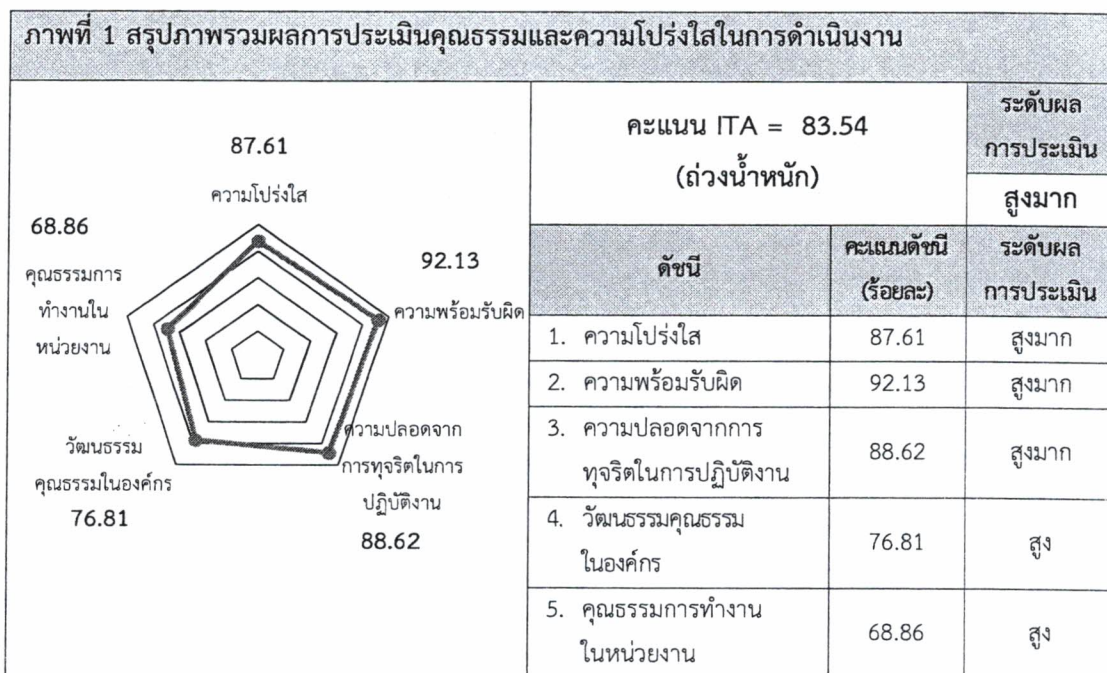 ภาพที่ 1 สรุปภาพรวมผลการประเมินคุณธรรมและความโปร่งใสในการดำเนินงาน
87.61
ความโปร่งใส
68.86
คุณธรรมการ
ทำงานใน
หน่วยงาน
92.13
ความพร้อมรับผิด
วัฒนธรรม
คุณธรรมในองค์กร
76.81
ความปลอดจาก
การทุจริตในการ
ปฏิบัติงาน
88.62
คะแนน ITA = 83.54
(ถ่วงน้ำหนัก)
ระดับผล
การประเมิน
สูงมาก
ดัชนี
คะแนนดัชนี
(ร้อยละ)
ระดับผล
การประเมิน
1. ความโปร่งใส 87.61 สูงมาก
2. ความพร้อมรับผิด 92.13 สูงมาก
3. ความปลอดจากการ
ทุจริตในการปฏิบัติงาน
88.62 สูงมาก
4. วัฒนธรรมคุณธรรม
ในองค์กร
76.81 สูง
5. คุณธรรมการทำงาน
ในหน่วยงาน
68.86 สูง